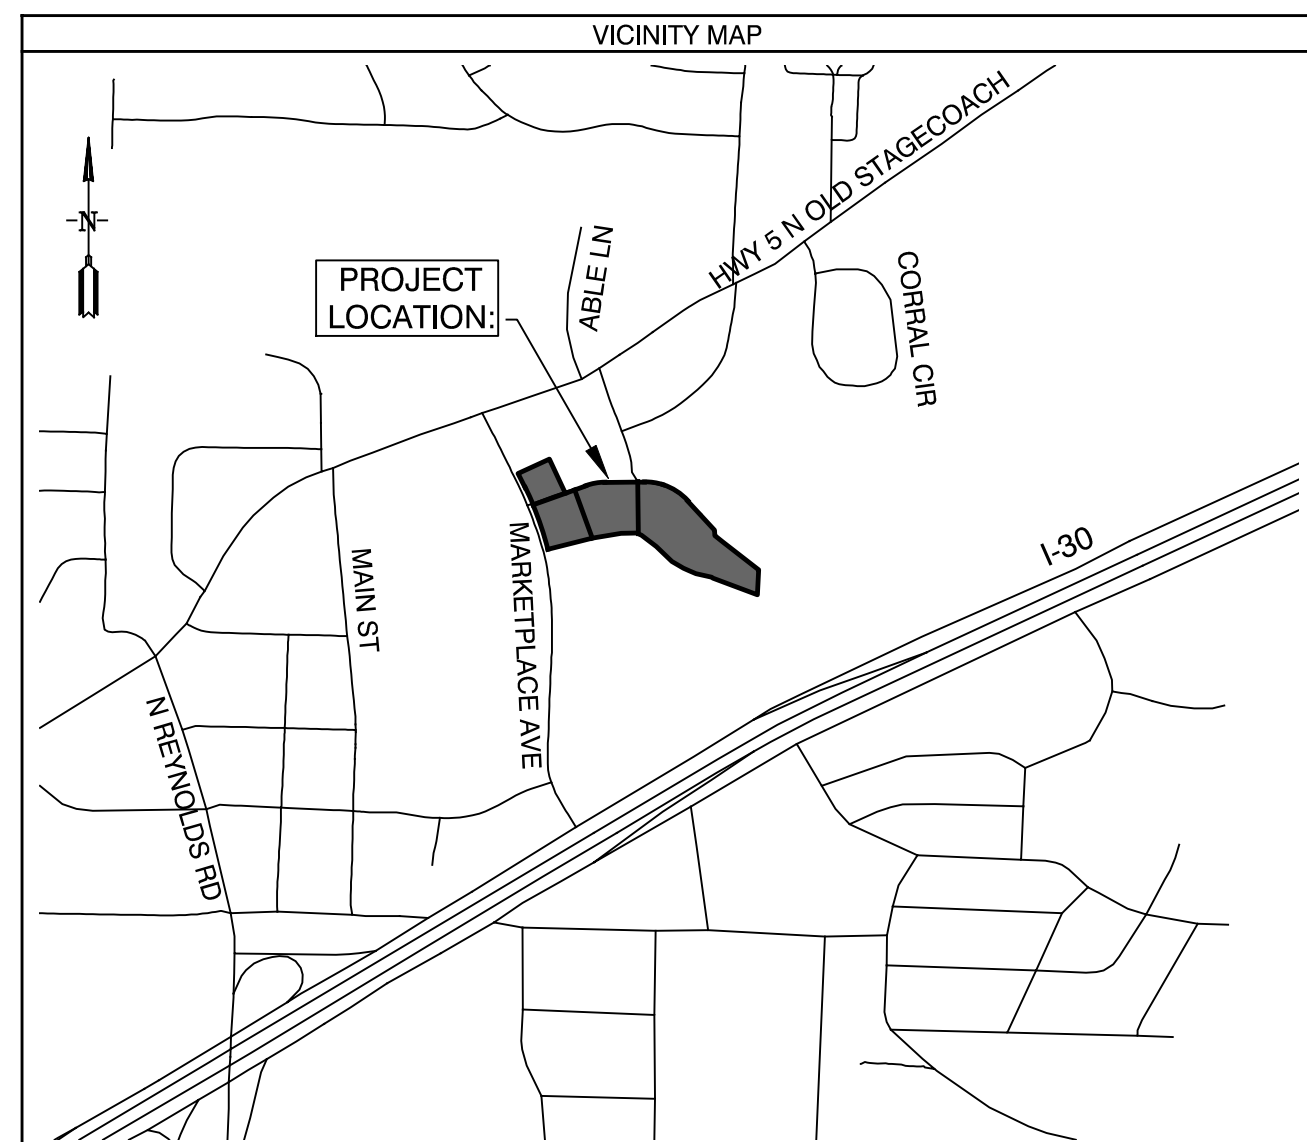 VICINITY MAP
HWY 5 N OLD STAGECOACH
-N-
ABLE LN
CORRAL CIR
PROJECT
LOCATION:
MARKETPLACE AVE
I-30
MAIN ST
N REYNOLDS RD